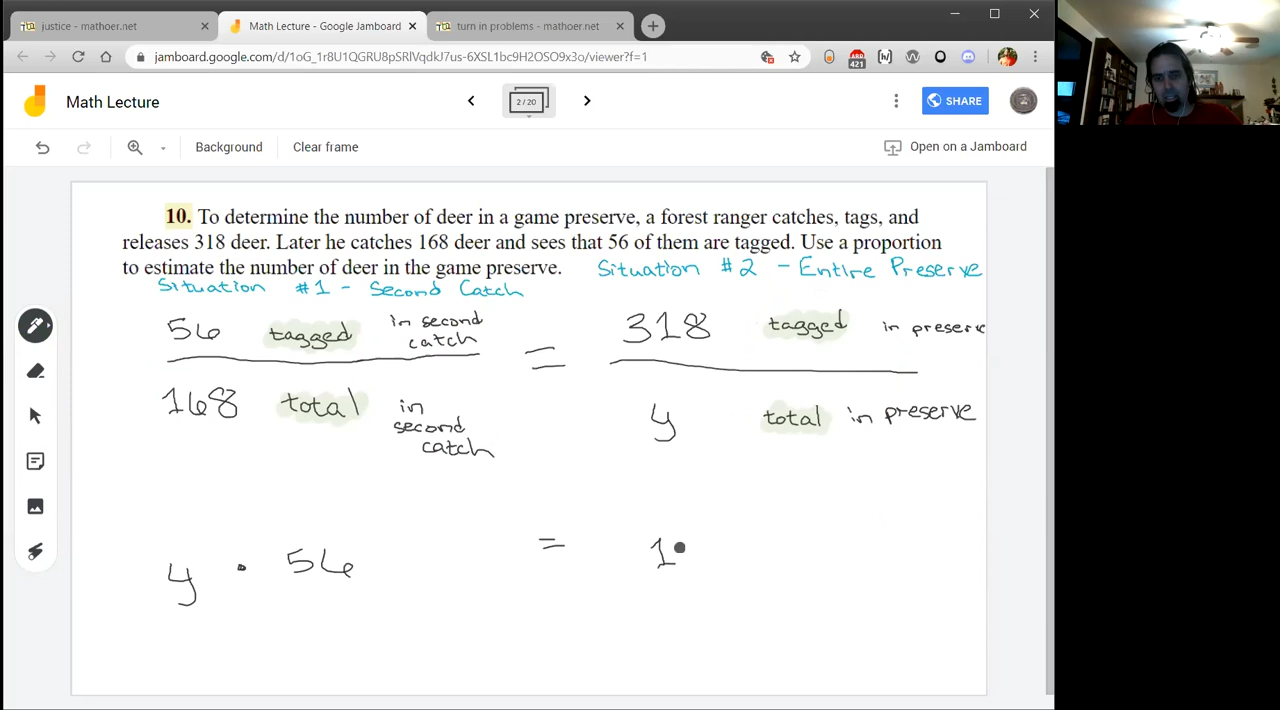 justice - mathoer.net
Math Lecture - Google Jamboard
turn in problems - mathoer.net
jamboard.google.com/d/1oG_1r8U1QGRU8pSRlVqdkJ7us-6XSL1bc9H2OSO9x3o/viewer?f=1
421
Math Lecture
2 / 20
SHARE
Background
Clear frame
Open on a Jamboard
10. To determine the number of deer in a game preserve, a forest ranger catches, tags, and
releases 318 deer. Later he catches 168 deer and sees that 56 of them are tagged. Use a proportion
to estimate the number of deer in the game preserve.
Situation #2 - Entire Preserve
Situation #1 - Second Catch
56 tagged in second catch = 318 tagged in preserve
168 total in second catch y total in preserve
y · 56 = 1